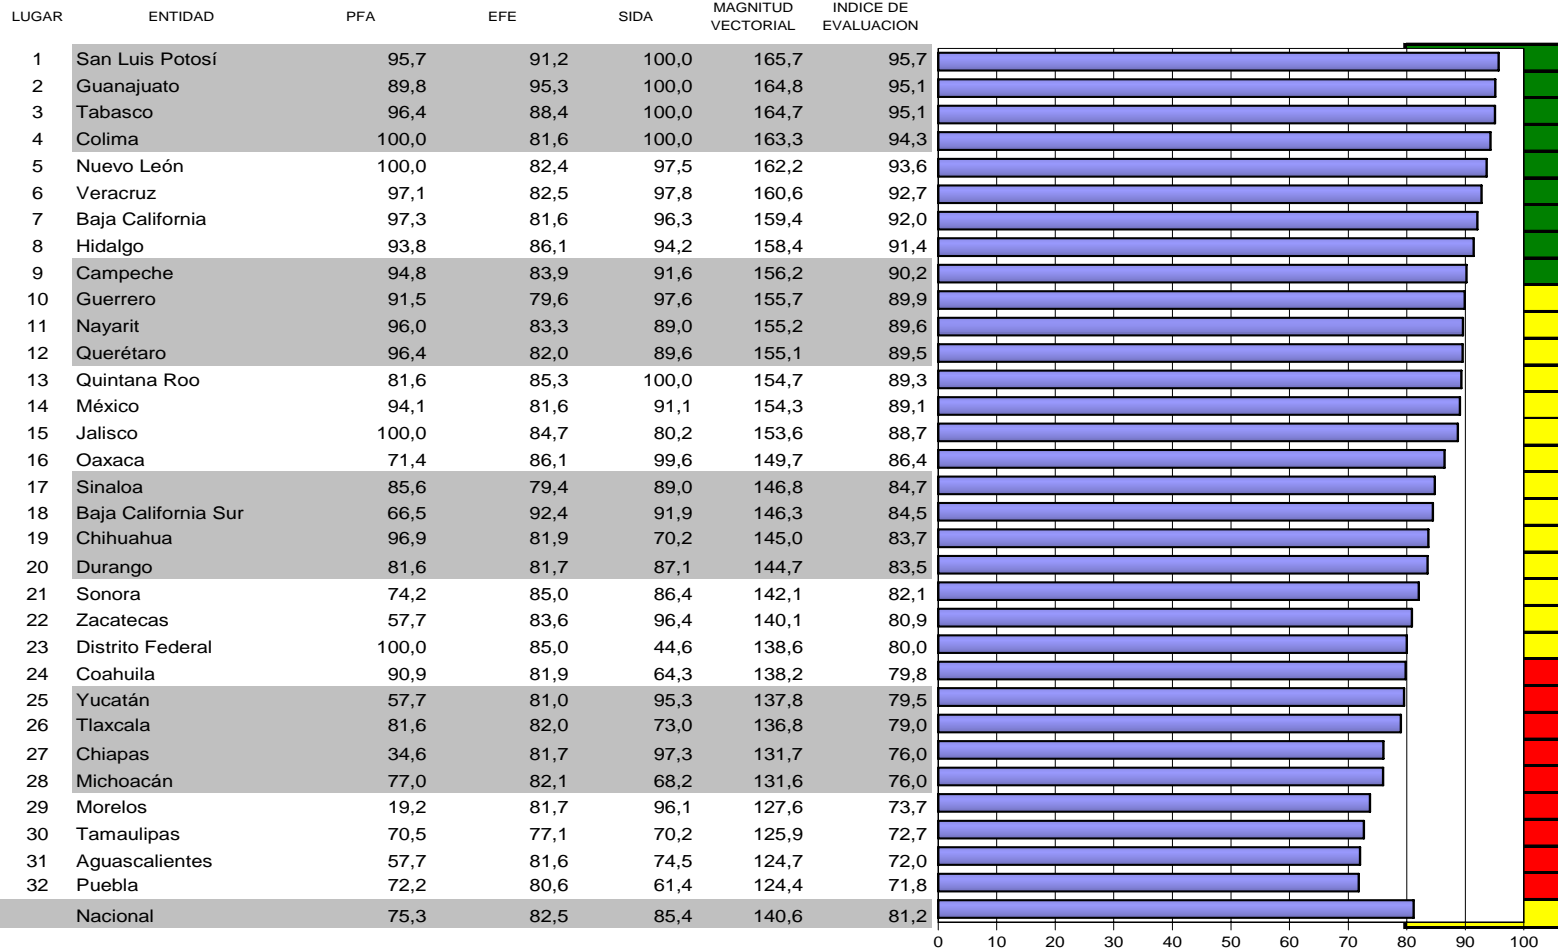 LUGAR ENTIDAD PFA EFE SIDA MAGNITUD VECTORIAL INDICE DE EVALUACION
1 San Luis Potosí 95,7 91,2 100,0 165,7 95,7
2 Guanajuato 89,8 95,3 100,0 164,8 95,1
3 Tabasco 96,4 88,4 100,0 164,7 95,1
4 Colima 100,0 81,6 100,0 163,3 94,3
5 Nuevo León 100,0 82,4 97,5 162,2 93,6
6 Veracruz 97,1 82,5 97,8 160,6 92,7
7 Baja California 97,3 81,6 96,3 159,4 92,0
8 Hidalgo 93,8 86,1 94,2 158,4 91,4
9 Campeche 94,8 83,9 91,6 156,2 90,2
10 Guerrero 91,5 79,6 97,6 155,7 89,9
11 Nayarit 96,0 83,3 89,0 155,2 89,6
12 Querétaro 96,4 82,0 89,6 155,1 89,5
13 Quintana Roo 81,6 85,3 100,0 154,7 89,3
14 México 94,1 81,6 91,1 154,3 89,1
15 Jalisco 100,0 84,7 80,2 153,6 88,7
16 Oaxaca 71,4 86,1 99,6 149,7 86,4
17 Sinaloa 85,6 79,4 89,0 146,8 84,7
18 Baja California Sur 66,5 92,4 91,9 146,3 84,5
19 Chihuahua 96,9 81,9 70,2 145,0 83,7
20 Durango 81,6 81,7 87,1 144,7 83,5
21 Sonora 74,2 85,0 86,4 142,1 82,1
22 Zacatecas 57,7 83,6 96,4 140,1 80,9
23 Distrito Federal 100,0 85,0 44,6 138,6 80,0
24 Coahuila 90,9 81,9 64,3 138,2 79,8
25 Yucatán 57,7 81,0 95,3 137,8 79,5
26 Tlaxcala 81,6 82,0 73,0 136,8 79,0
27 Chiapas 34,6 81,7 97,3 131,7 76,0
28 Michoacán 77,0 82,1 68,2 131,6 76,0
29 Morelos 19,2 81,7 96,1 127,6 73,7
30 Tamaulipas 70,5 77,1 70,2 125,9 72,7
31 Aguascalientes 57,7 81,6 74,5 124,7 72,0
32 Puebla 72,2 80,6 61,4 124,4 71,8
Nacional 75,3 82,5 85,4 140,6 81,2
0 10 20 30 40 50 60 70 80 90 100